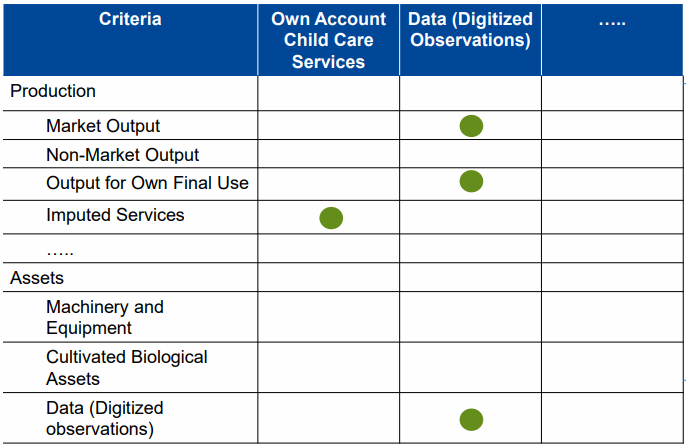 Criteria
Own Account
Child Care
Services
Data (Digitized
Observations)
…..
Production
Market Output
Non-Market Output
Output for Own Final Use
Imputed Services
…..
Assets
Machinery and
Equipment
Cultivated Biological
Assets
Data (Digitized
observations)